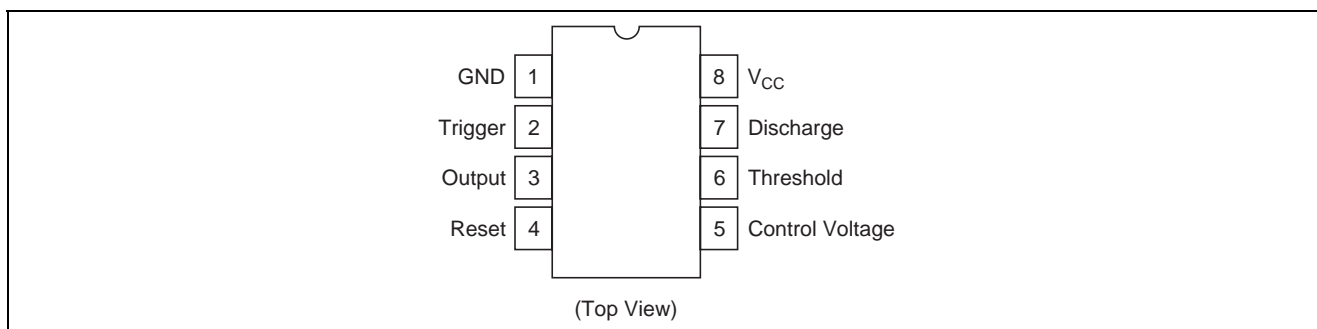 GND 1 8 VCC
Trigger 2 7 Discharge
Output 3 6 Threshold
Reset 4 5 Control Voltage
(Top View)